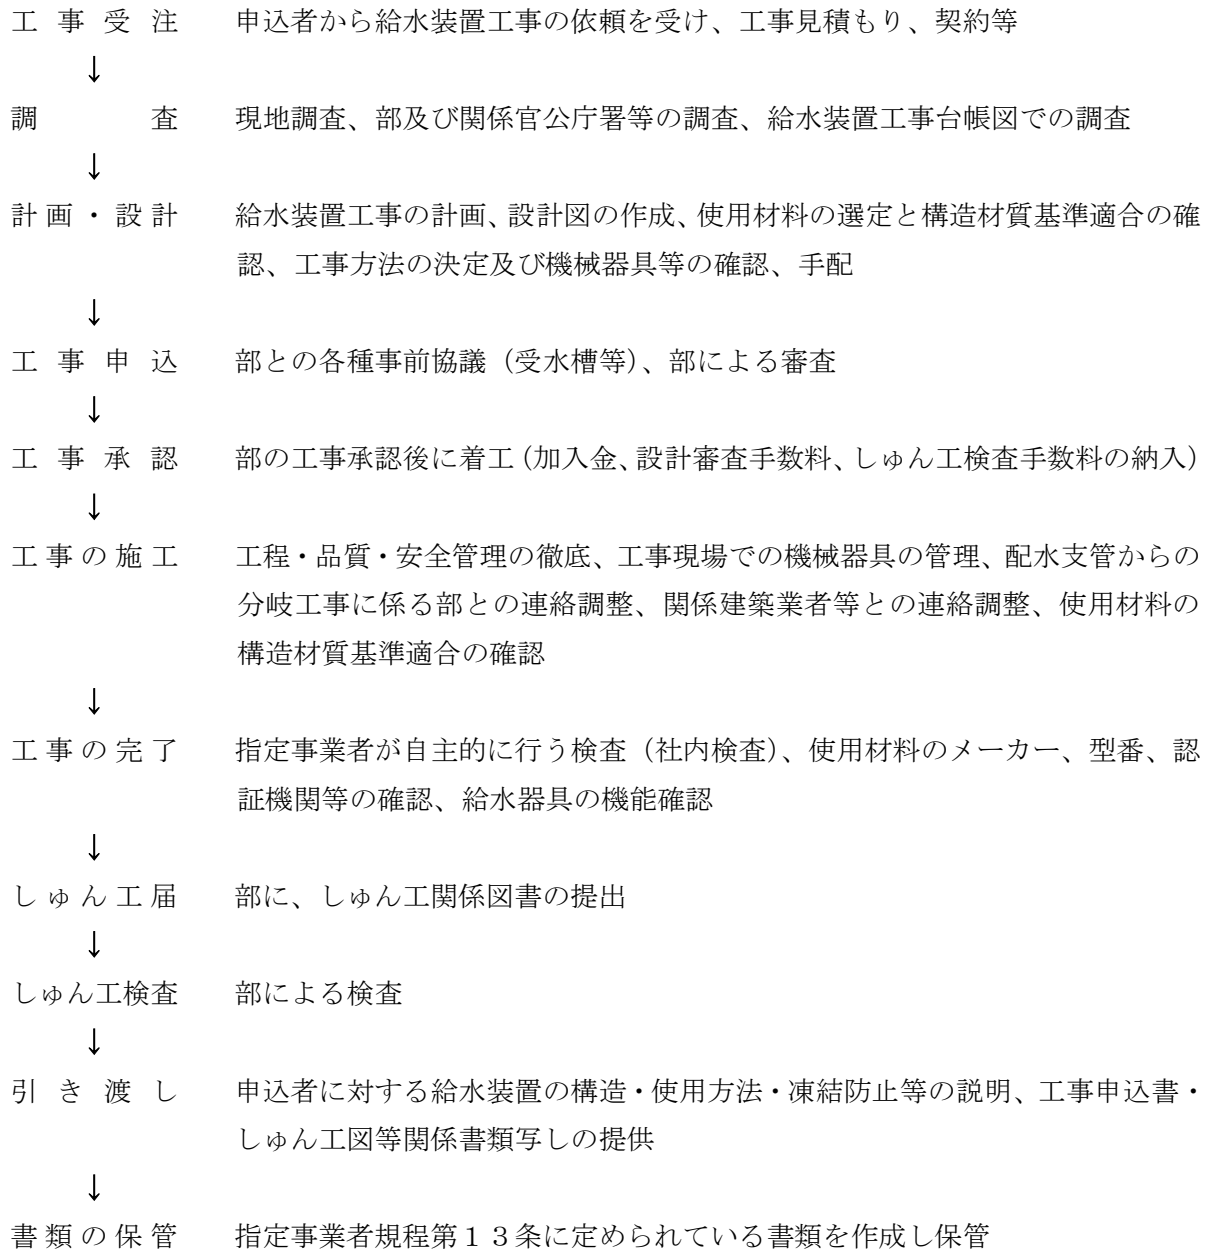 工事受注 申込者から給水装置工事の依頼を受け、工事見積もり、契約等
↓
調査 現地調査、部及び関係官公庁署等の調査、給水装置工事台帳図での調査
↓
計画・設計 給水装置工事の計画、設計図の作成、使用材料の選定と構造材質基準適合の確
認、工事方法の決定及び機械器具等の確認、手配
↓
工事申込 部との各種事前協議（受水槽等）、部による審査
↓
工事承認 部の工事承認後に着工（加入金、設計審査手数料、しゅん工検査手数料の納入）
↓
工事の施工 工程・品質・安全管理の徹底、工事現場での機械器具の管理、配水支管からの
分岐工事に係る部との連絡調整、関係建築業者等との連絡調整、使用材料の
構造材質基準適合の確認
↓
工事の完了 指定事業者が自主的に行う検査（社内検査）、使用材料のメーカー、型番、認
証機関等の確認、給水器具の機能確認
↓
しゅん工届 部に、しゅん工関係図書の提出
↓
しゅん工検査 部による検査
↓
引き渡し 申込者に対する給水装置の構造・使用方法・凍結防止等の説明、工事申込書・
しゅん工図等関係書類写しの提供
↓
書類の保管 指定事業者規程第１３条に定められている書類を作成し保管